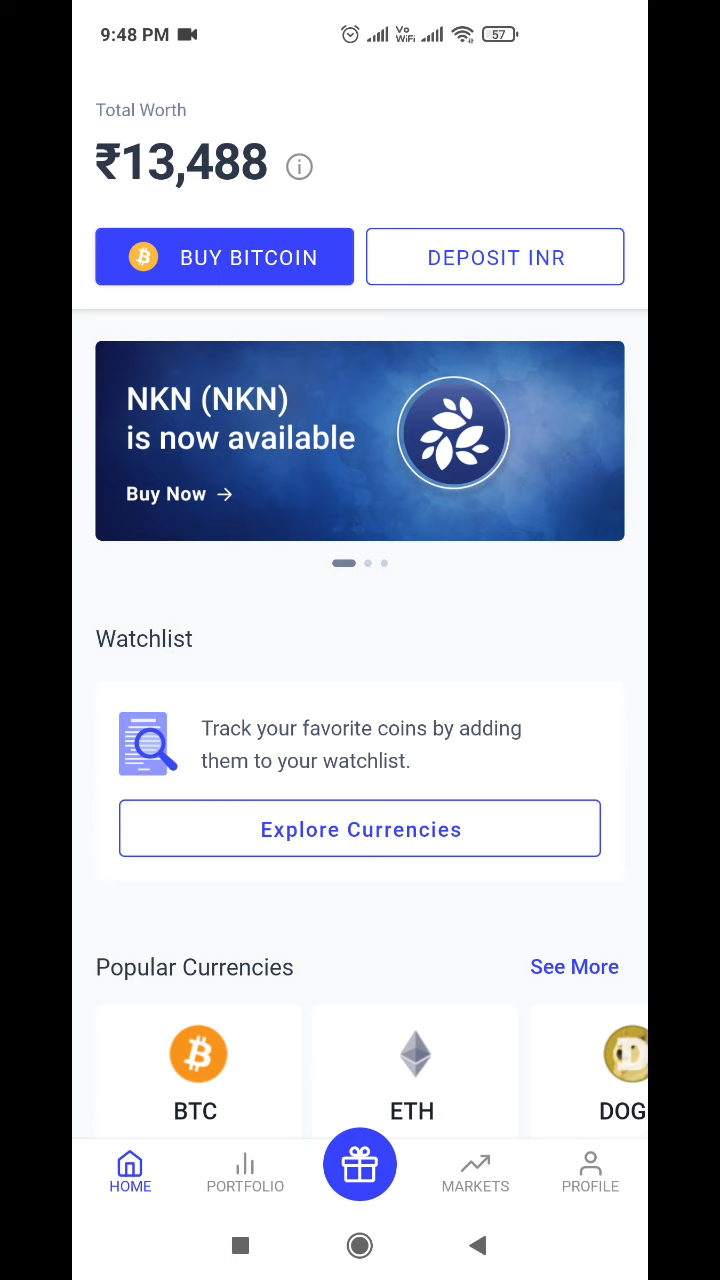 9:48 PM Vo WiFi 57
Total Worth
₹13,488
BUY BITCOIN DEPOSIT INR
NKN (NKN)
is now available
Buy Now →
Watchlist
Track your favorite coins by adding
them to your watchlist.
Explore Currencies
Popular Currencies See More
BTC ETH DOG
HOME PORTFOLIO MARKETS PROFILE